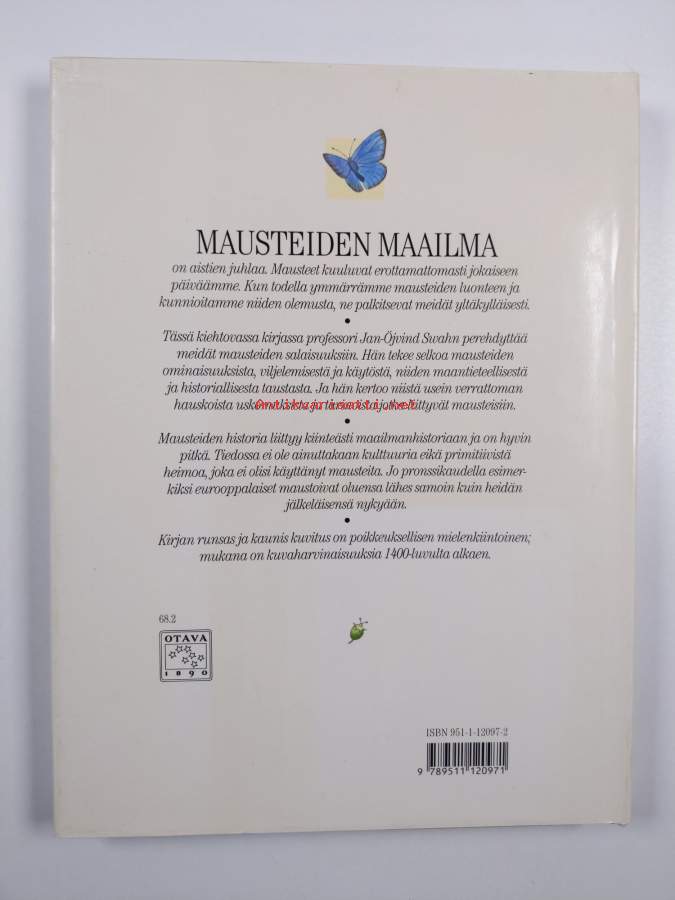 MAUSTEIDEN MAAILMA
on aistien juhlaa. Mausteet kuuluvat erottamattomasti jokaiseen
päiväämme. Kun todella ymmärrämme mausteiden luonteen ja
kunnioitamme niiden olemusta, ne palkitsevat meidät yltäkylläisesti.
•
Tässä kiehtovassa kirjassa professori Jan-Öjvind Swahn perehdyttää
meidät mausteiden salaisuuksiin. Hän tekee selkoa mausteiden
ominaisuuksista, viljelemisestä ja käytöstä, niiden maantieteellisestä
ja historiallisesta taustasta. Ja hän kertoo niistä usein verrattoman
hauskoista uskomuksista ja tarinoista jotka liittyvät mausteisiin.
•
Mausteiden historia liittyy kiinteästi maailmanhistoriaan ja on hyvin
pitkä. Tiedossa ei ole ainuttakaan kulttuuria eikä primitiivistä
heimoa, joka ei olisi käyttänyt mausteita. Jo pronssikaudella esimer-
kiksi eurooppalaiset maustoivat oluensa lähes samoin kuin heidän
jälkeläisensä nykyään.
•
Kirjan runsas ja kaunis kuvitus on poikkeuksellisen mielenkiintoinen;
mukana on kuvaharvinaisuuksia 1400-luvulta alkaen.
68.2
OTAVA
1890
ISBN 951-1-12097-2
9 789511 120971